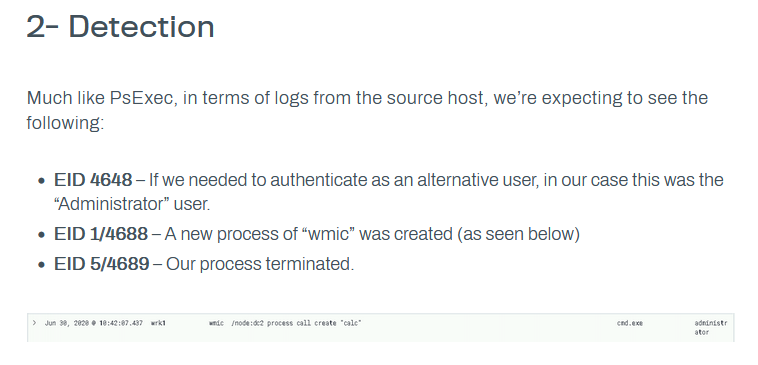 2- Detection
Much like PsExec, in terms of logs from the source host, we’re expecting to see the
following:
• EID 4648 – If we needed to authenticate as an alternative user, in our case this was the
“Administrator” user.
• EID 1/4688 – A new process of “wmic” was created (as seen below)
• EID 5/4689 – Our process terminated.
> Jun 30, 2020 @ 10:42:07.437 wrk1 wmic /node:dc2 process call create "calc" cmd.exe administr
ator